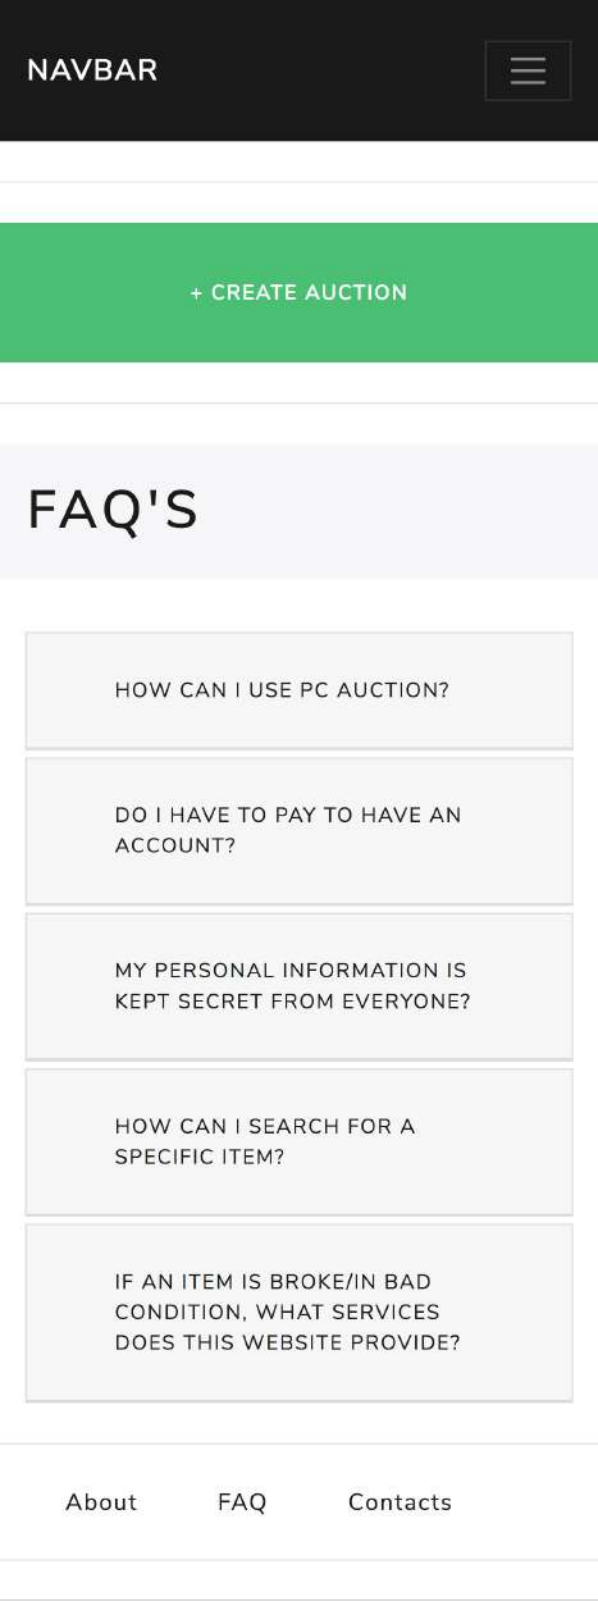 NAVBAR
+ CREATE AUCTION
FAQ'S
HOW CAN I USE PC AUCTION?
DO I HAVE TO PAY TO HAVE AN
ACCOUNT?
MY PERSONAL INFORMATION IS
KEPT SECRET FROM EVERYONE?
HOW CAN I SEARCH FOR A
SPECIFIC ITEM?
IF AN ITEM IS BROKE/IN BAD
CONDITION, WHAT SERVICES
DOES THIS WEBSITE PROVIDE?
About FAQ Contacts